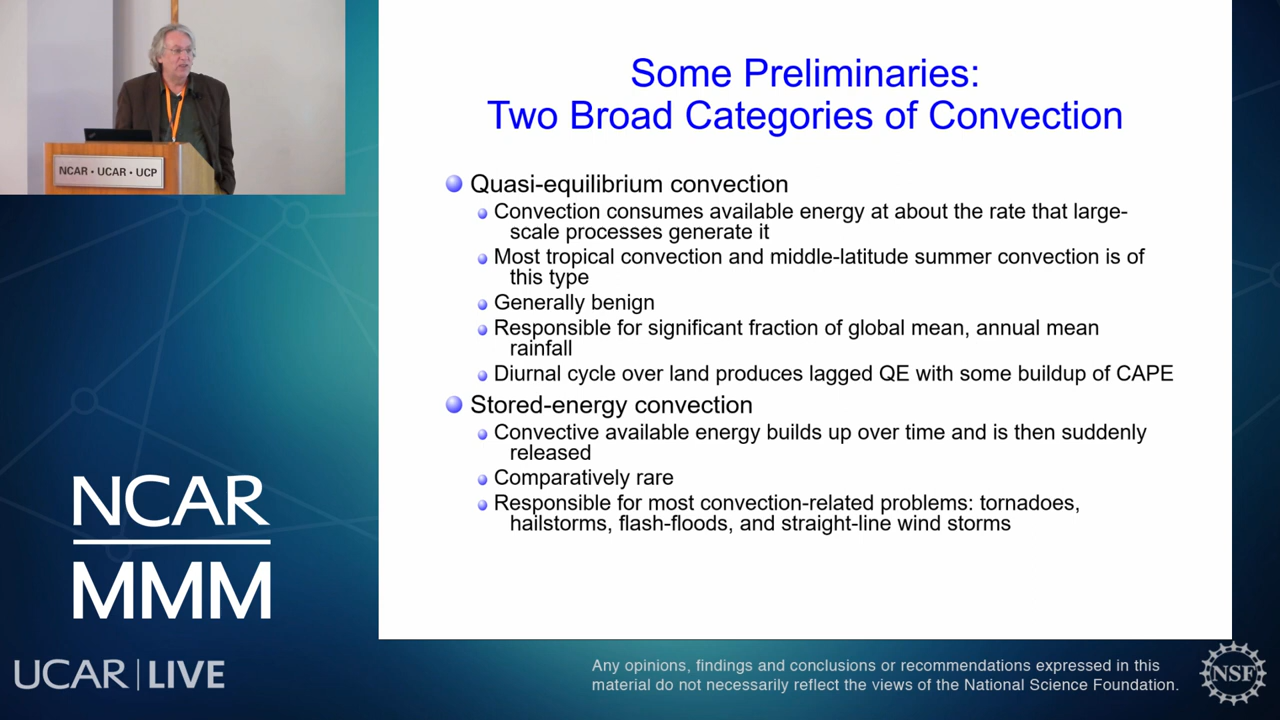 NCAR • UCAR • UCP
Some Preliminaries:
Two Broad Categories of Convection
Quasi-equilibrium convection
Convection consumes available energy at about the rate that large-
scale processes generate it
Most tropical convection and middle-latitude summer convection is of
this type
Generally benign
Responsible for significant fraction of global mean, annual mean
rainfall
Diurnal cycle over land produces lagged QE with some buildup of CAPE
Stored-energy convection
Convective available energy builds up over time and is then suddenly
released
Comparatively rare
Responsible for most convection-related problems: tornadoes,
hailstorms, flash-floods, and straight-line wind storms
NCAR
MMM
UCAR | LIVE
Any opinions, findings and conclusions or recommendations expressed in this
material do not necessarily reflect the views of the National Science Foundation.
NSF